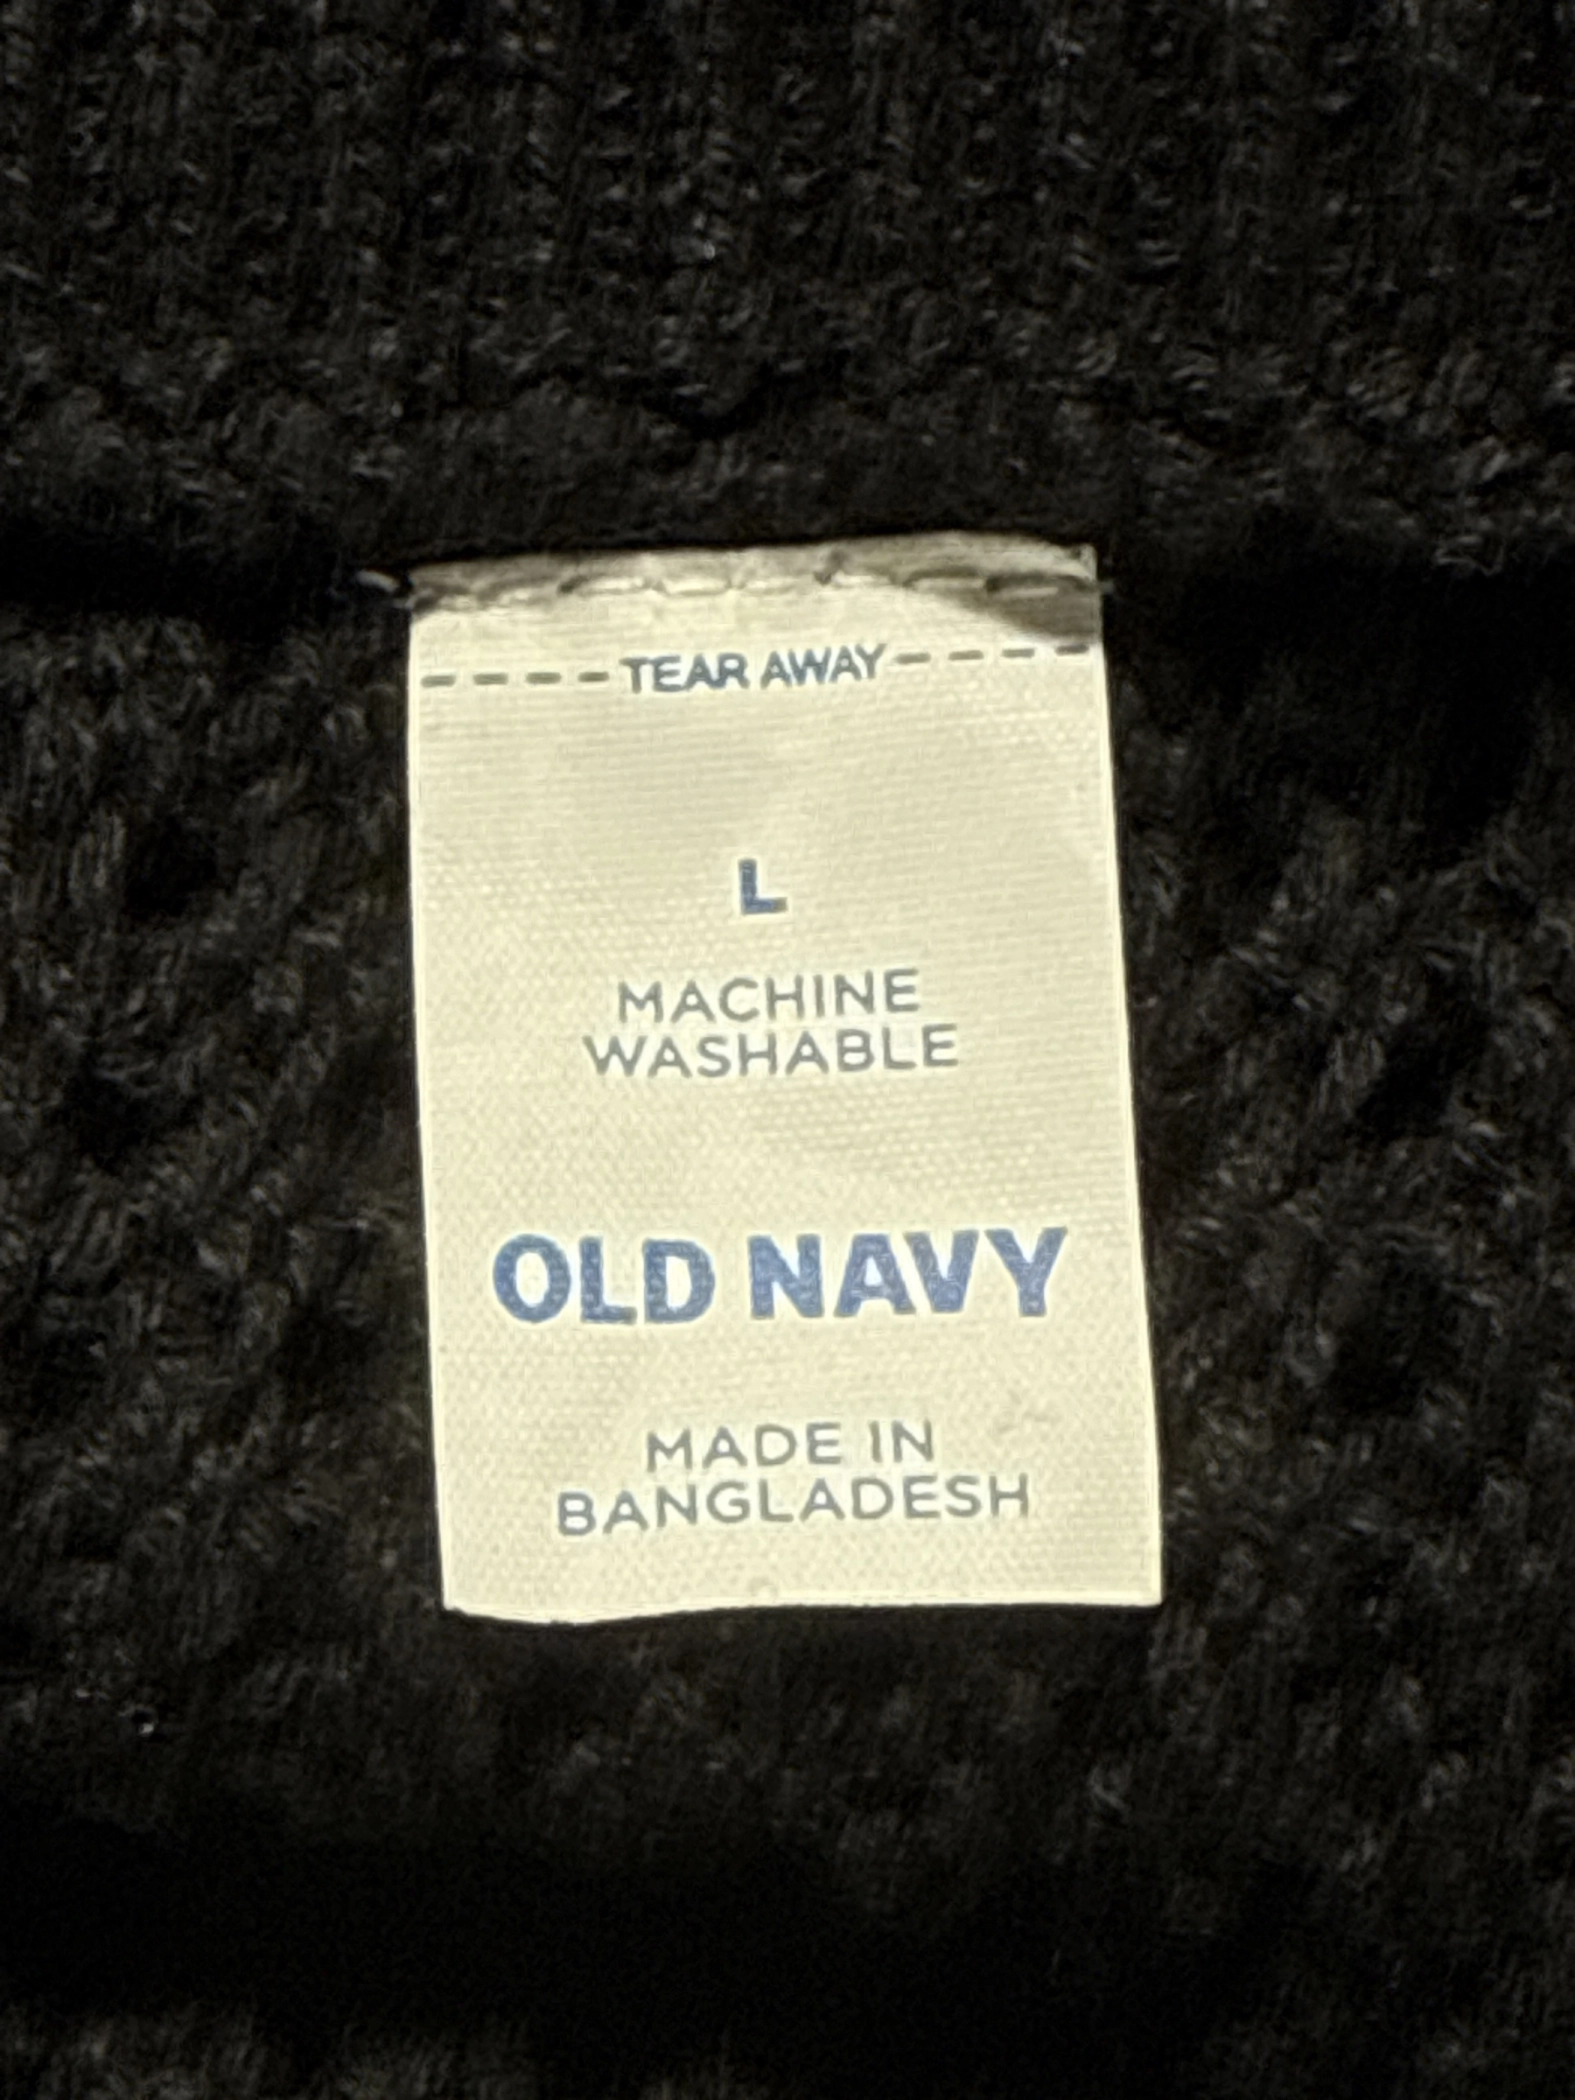 TEAR AWAY
L
MACHINE
WASHABLE
OLD NAVY
MADE IN
BANGLADESH